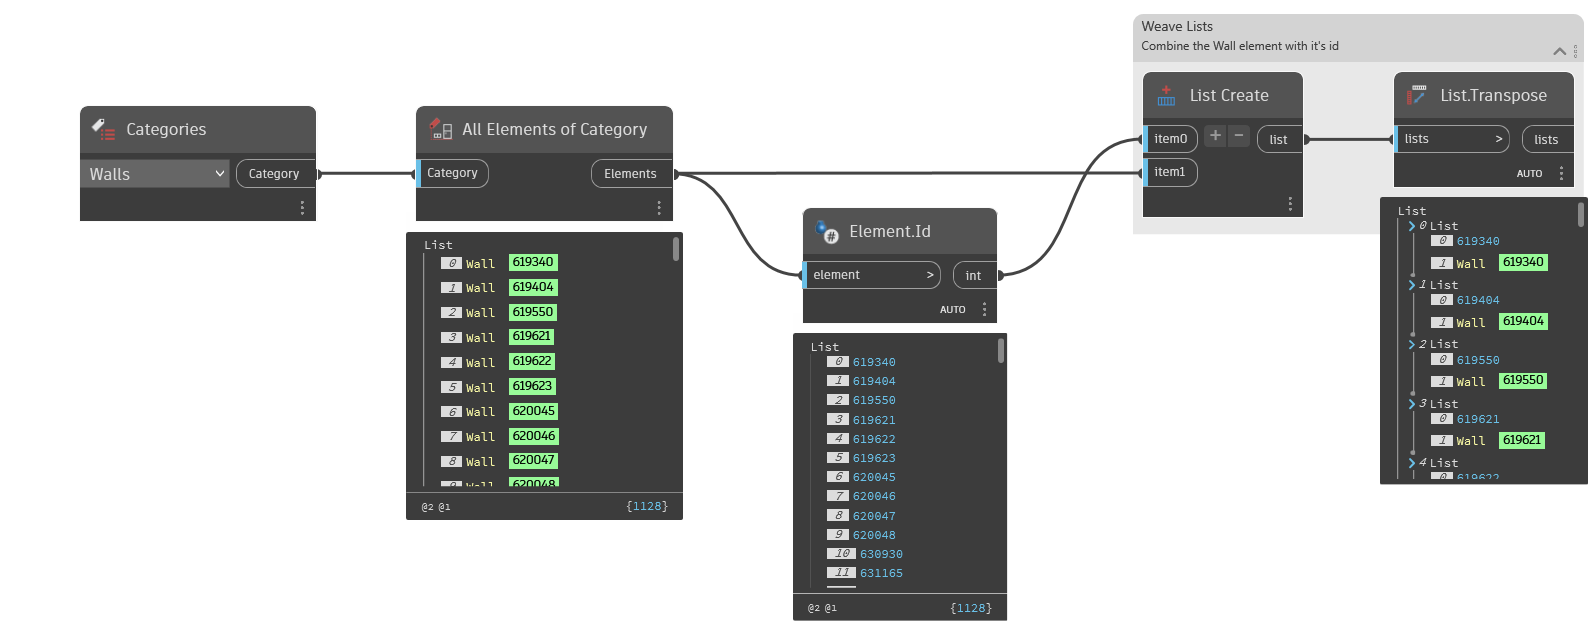 Weave Lists
Combine the Wall element with it's id
Categories
Walls
Category
All Elements of Category
Category
Elements
List
0 Wall 619340
1 Wall 619404
2 Wall 619550
3 Wall 619621
4 Wall 619622
5 Wall 619623
6 Wall 620045
7 Wall 620046
8 Wall 620047
9 Wall 620048
@2 @1 {1128}
Element.Id
element > int
AUTO
List
0 619340
1 619404
2 619550
3 619621
4 619622
5 619623
6 620045
7 620046
8 620047
9 620048
10 630930
11 631165
@2 @1 {1128}
List Create
item0 + - list
item1
List.Transpose
lists > lists
AUTO
List
0 List
0 619340
1 Wall 619340
1 List
0 619404
1 Wall 619404
2 List
0 619550
1 Wall 619550
3 List
0 619621
1 Wall 619621
4 List
0 619622